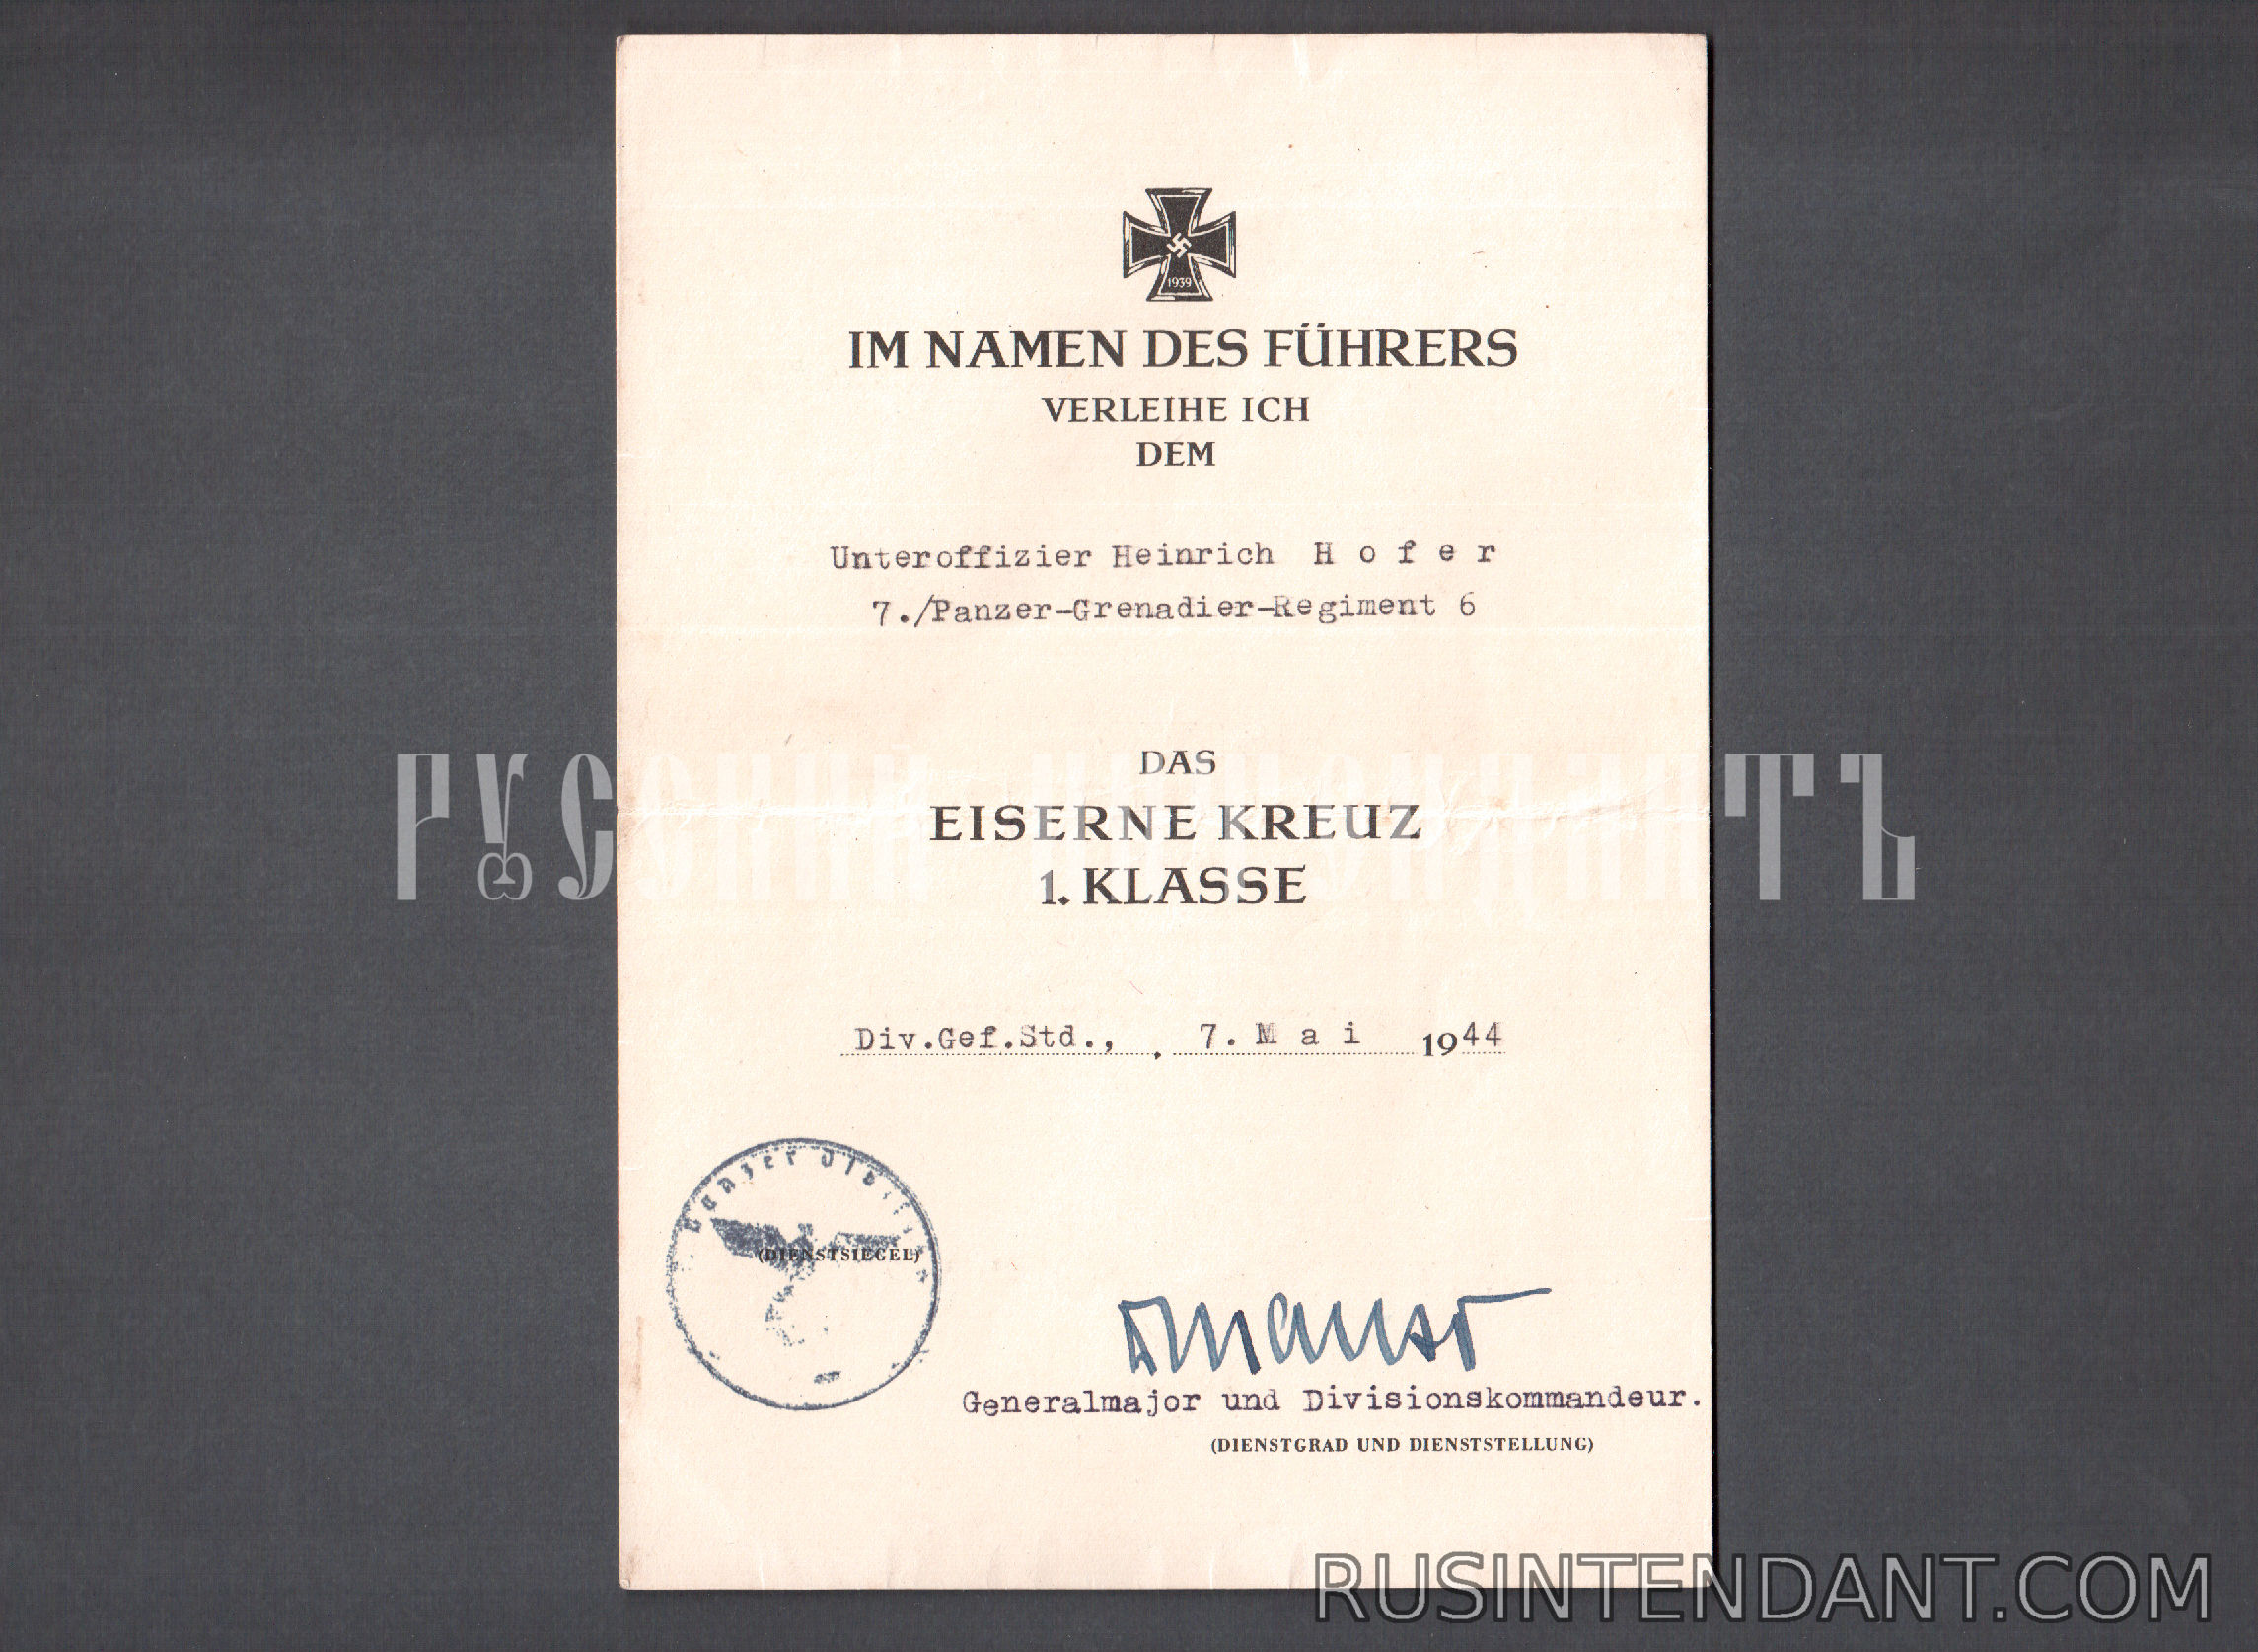 1939
IM NAMEN DES FÜHRERS
VERLEIHE ICH
DEM
Unteroffizier Heinrich H o f e r
7./Panzer-Grenadier-Regiment 6
DAS
EISERNE KREUZ
1. KLASSE
Div.Gef.Std., , 7. M a i 1944
Panzer
(DIENSTSIEGEL)
Generalmajor und Divisionskommandeur.
(DIENSTGRAD UND DIENSTSTELLUNG)
RUSINTENDANT.COM